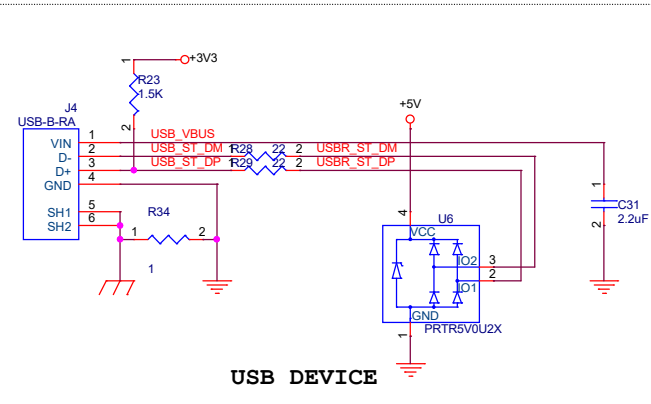 1
+3V3
R23
1.5K
2
J4
USB-B-RA
+5V
VIN
1
USB_VBUS
D-
2
USB_ST_DM
R28
22
2
USBR_ST_DM
1
D+
3
USB_ST_DP
R29
22
2
USBR_ST_DP
1
GND
4
SH1
5
SH2
6
R34
1
2
1
1
C31
2.2uF
2
4
U6
VCC
IO2
3
IO1
2
GND
1
PRTR5V0U2X
USB DEVICE